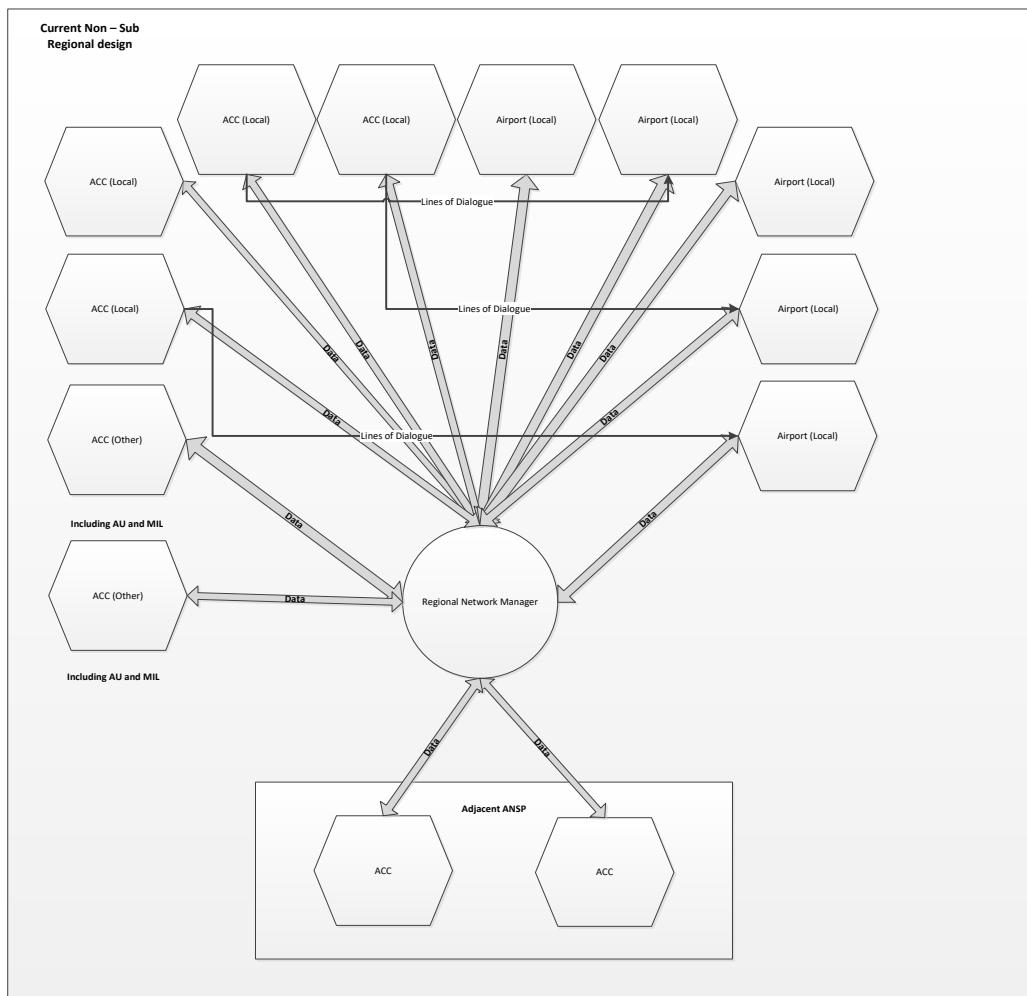 Current Non – Sub
Regional design
ACC (Local)
ACC (Local)
Airport (Local)
Airport (Local)
ACC (Local)
Airport (Local)
Lines of Dialogue
ACC (Local)
Lines of Dialogue
Airport (Local)
Data
Data
Data
Data
Data
Data
Data
Data
ACC (Other)
Lines of Dialogue
Airport (Local)
Including AU and MIL
Data
Data
ACC (Other)
Data
Regional Network Manager
Including AU and MIL
Data
Data
Adjacent ANSP
ACC
ACC